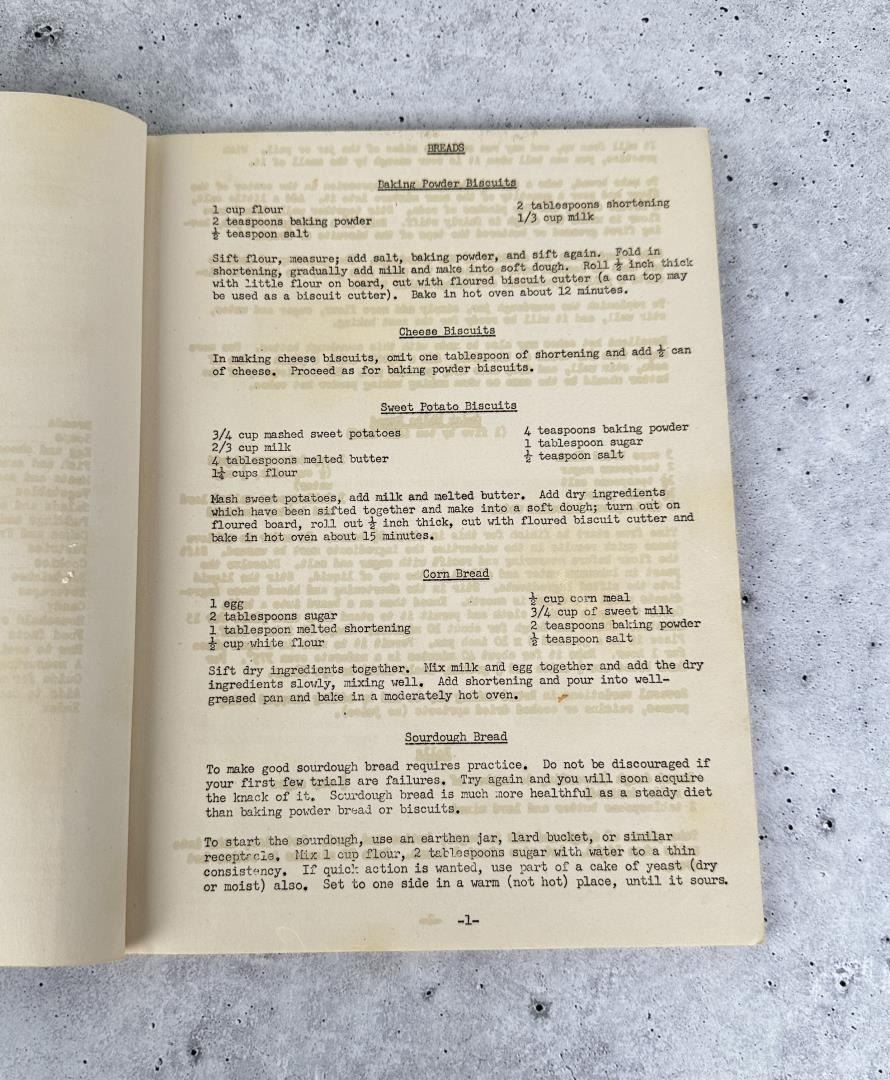 BREADS
Baking Powder Biscuits
1 cup flour
2 teaspoons baking powder
½ teaspoon salt
2 tablespoons shortening
1/3 cup milk
Sift flour, measure; add salt, baking powder, and sift again. Fold in
shortening, gradually add milk and make into soft dough. Roll ½ inch thick
with little flour on board, cut with floured biscuit cutter (a can top may
be used as a biscuit cutter). Bake in hot oven about 12 minutes.
Cheese Biscuits
In making cheese biscuits, omit one tablespoon of shortening and add ½ can
of cheese. Proceed as for baking powder biscuits.
Sweet Potato Biscuits
3/4 cup mashed sweet potatoes
2/3 cup milk
4 tablespoons melted butter
1½ cups flour
4 teaspoons baking powder
1 tablespoon sugar
½ teaspoon salt
Mash sweet potatoes, add milk and melted butter. Add dry ingredients
which have been sifted together and make into a soft dough; turn out on
floured board, roll out ½ inch thick, cut with floured biscuit cutter and
bake in hot oven about 15 minutes.
Corn Bread
1 egg
2 tablespoons sugar
1 tablespoon melted shortening
½ cup white flour
½ cup corn meal
3/4 cup of sweet milk
2 teaspoons baking powder
½ teaspoon salt
Sift dry ingredients together. Mix milk and egg together and add the dry
ingredients slowly, mixing well. Add shortening and pour into well-
greased pan and bake in a moderately hot oven.
Sourdough Bread
To make good sourdough bread requires practice. Do not be discouraged if
your first few trials are failures. Try again and you will soon acquire
the knack of it. Sourdough bread is much more healthful as a steady diet
than baking powder bread or biscuits.
To start the sourdough, use an earthen jar, lard bucket, or similar
receptacle. Mix 1 cup flour, 2 tablespoons sugar with water to a thin
consistency. If quick action is wanted, use part of a cake of yeast (dry
or moist) also. Set to one side in a warm (not hot) place, until it sours.
-1-